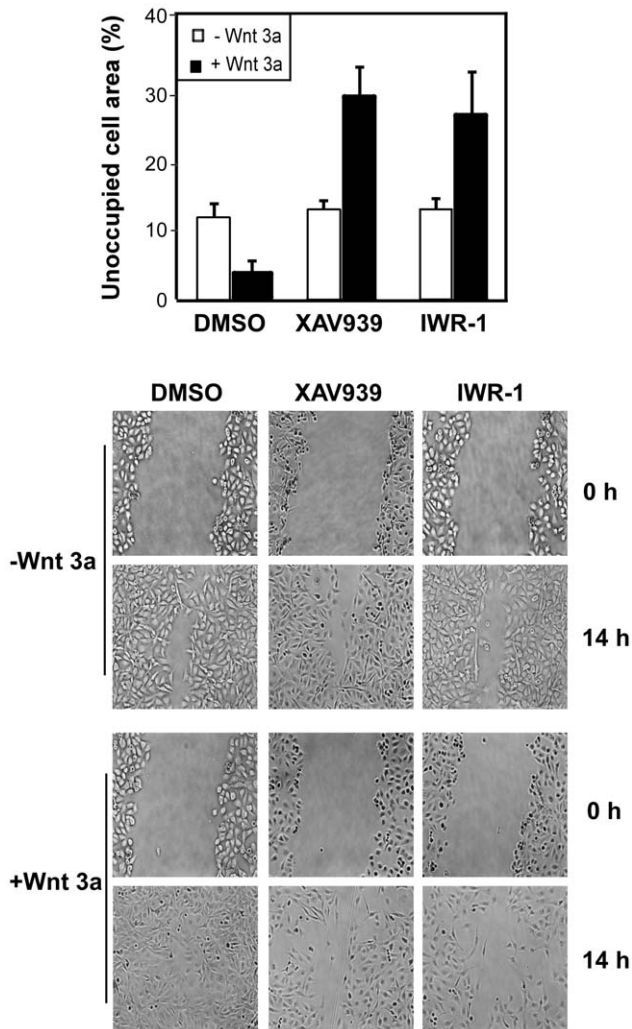 Unoccupied cell area (%)
40
30
20
10
0
- Wnt 3a
+ Wnt 3a
DMSO XAV939 IWR-1
DMSO XAV939 IWR-1
-Wnt 3a
0 h
14 h
+Wnt 3a
0 h
14 h